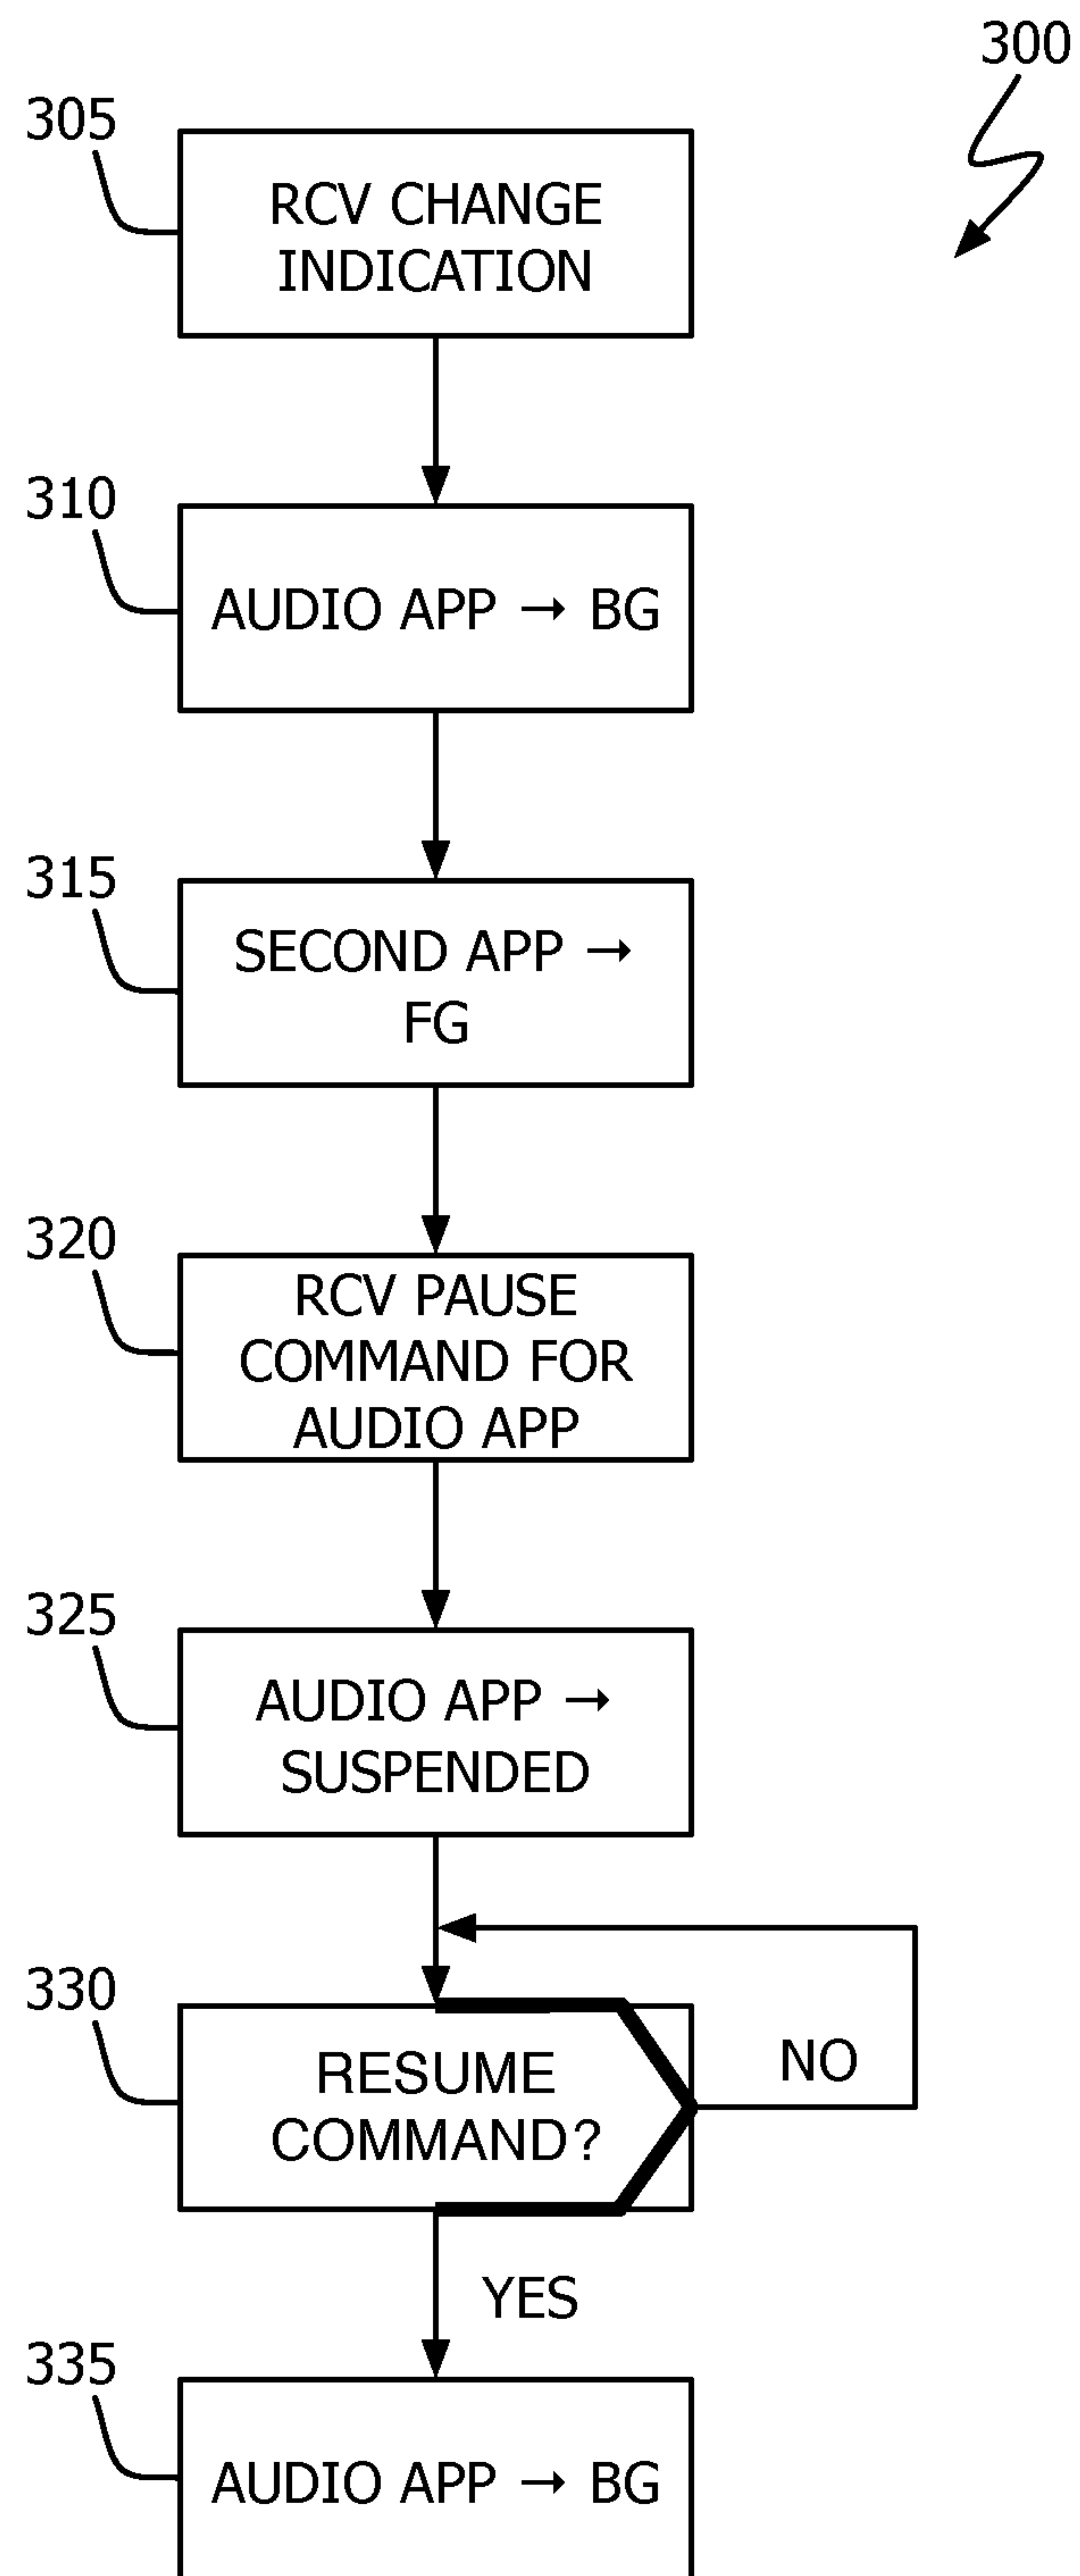 300
305
RCV CHANGE
INDICATION
310
AUDIO APP → BG
315
SECOND APP →
FG
320
RCV PAUSE
COMMAND FOR
AUDIO APP
325
AUDIO APP →
SUSPENDED
330
RESUME
COMMAND?
NO
YES
335
AUDIO APP → BG